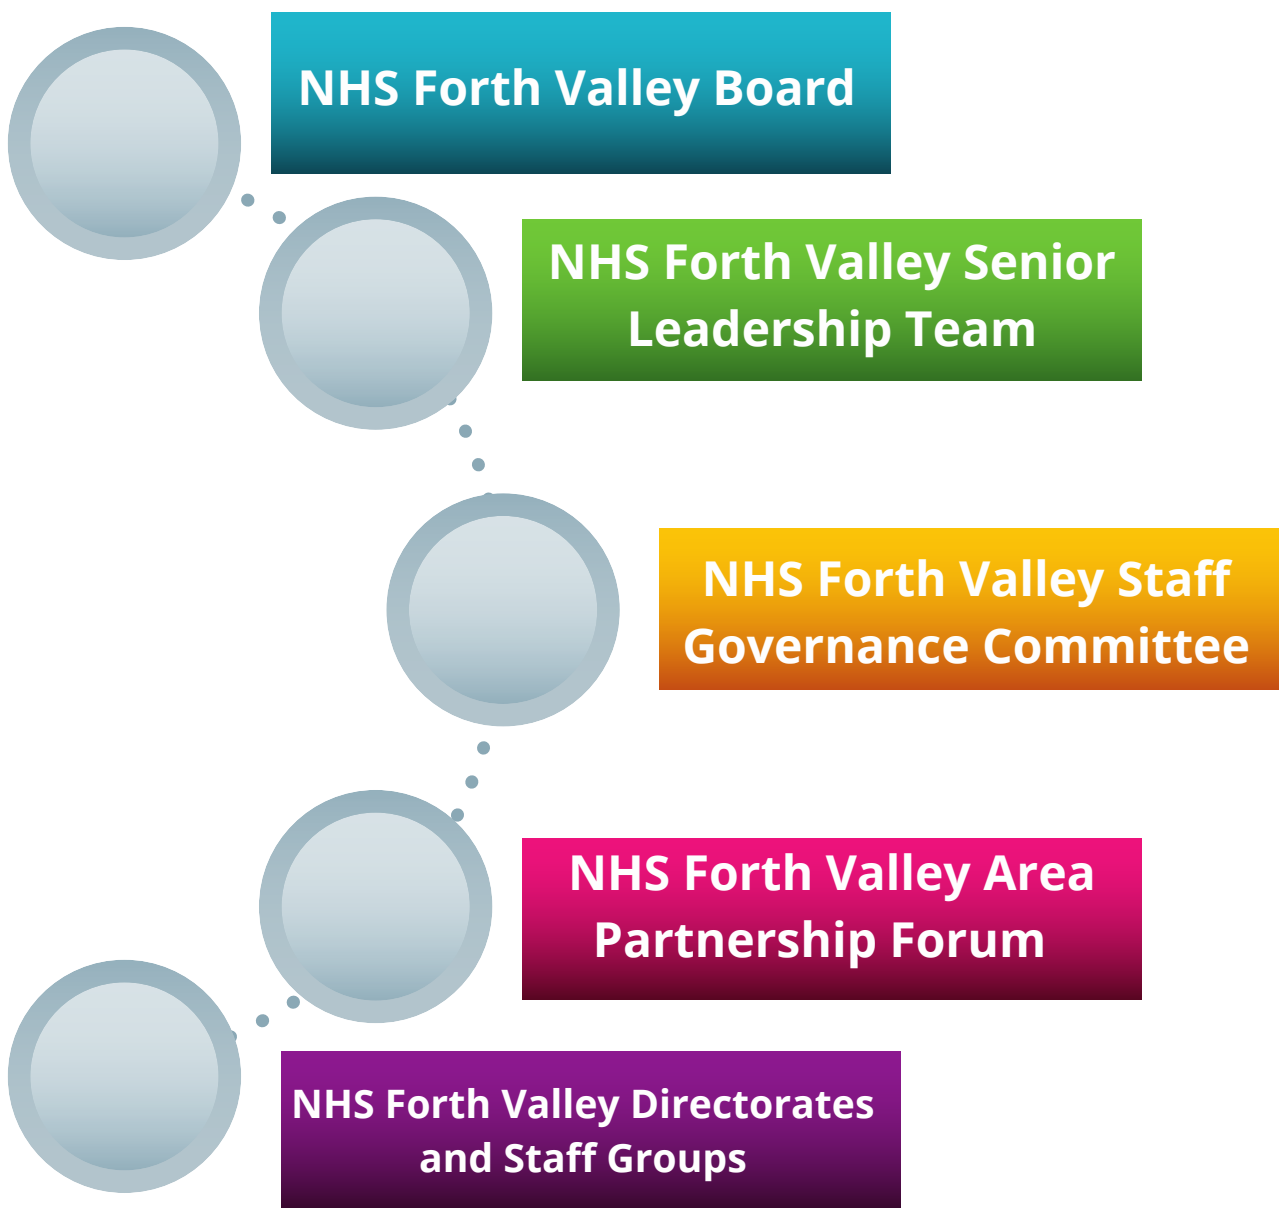 NHS Forth Valley Board
NHS Forth Valley Senior
Leadership Team
NHS Forth Valley Staff
Governance Committee
NHS Forth Valley Area
Partnership Forum
NHS Forth Valley Directorates
and Staff Groups